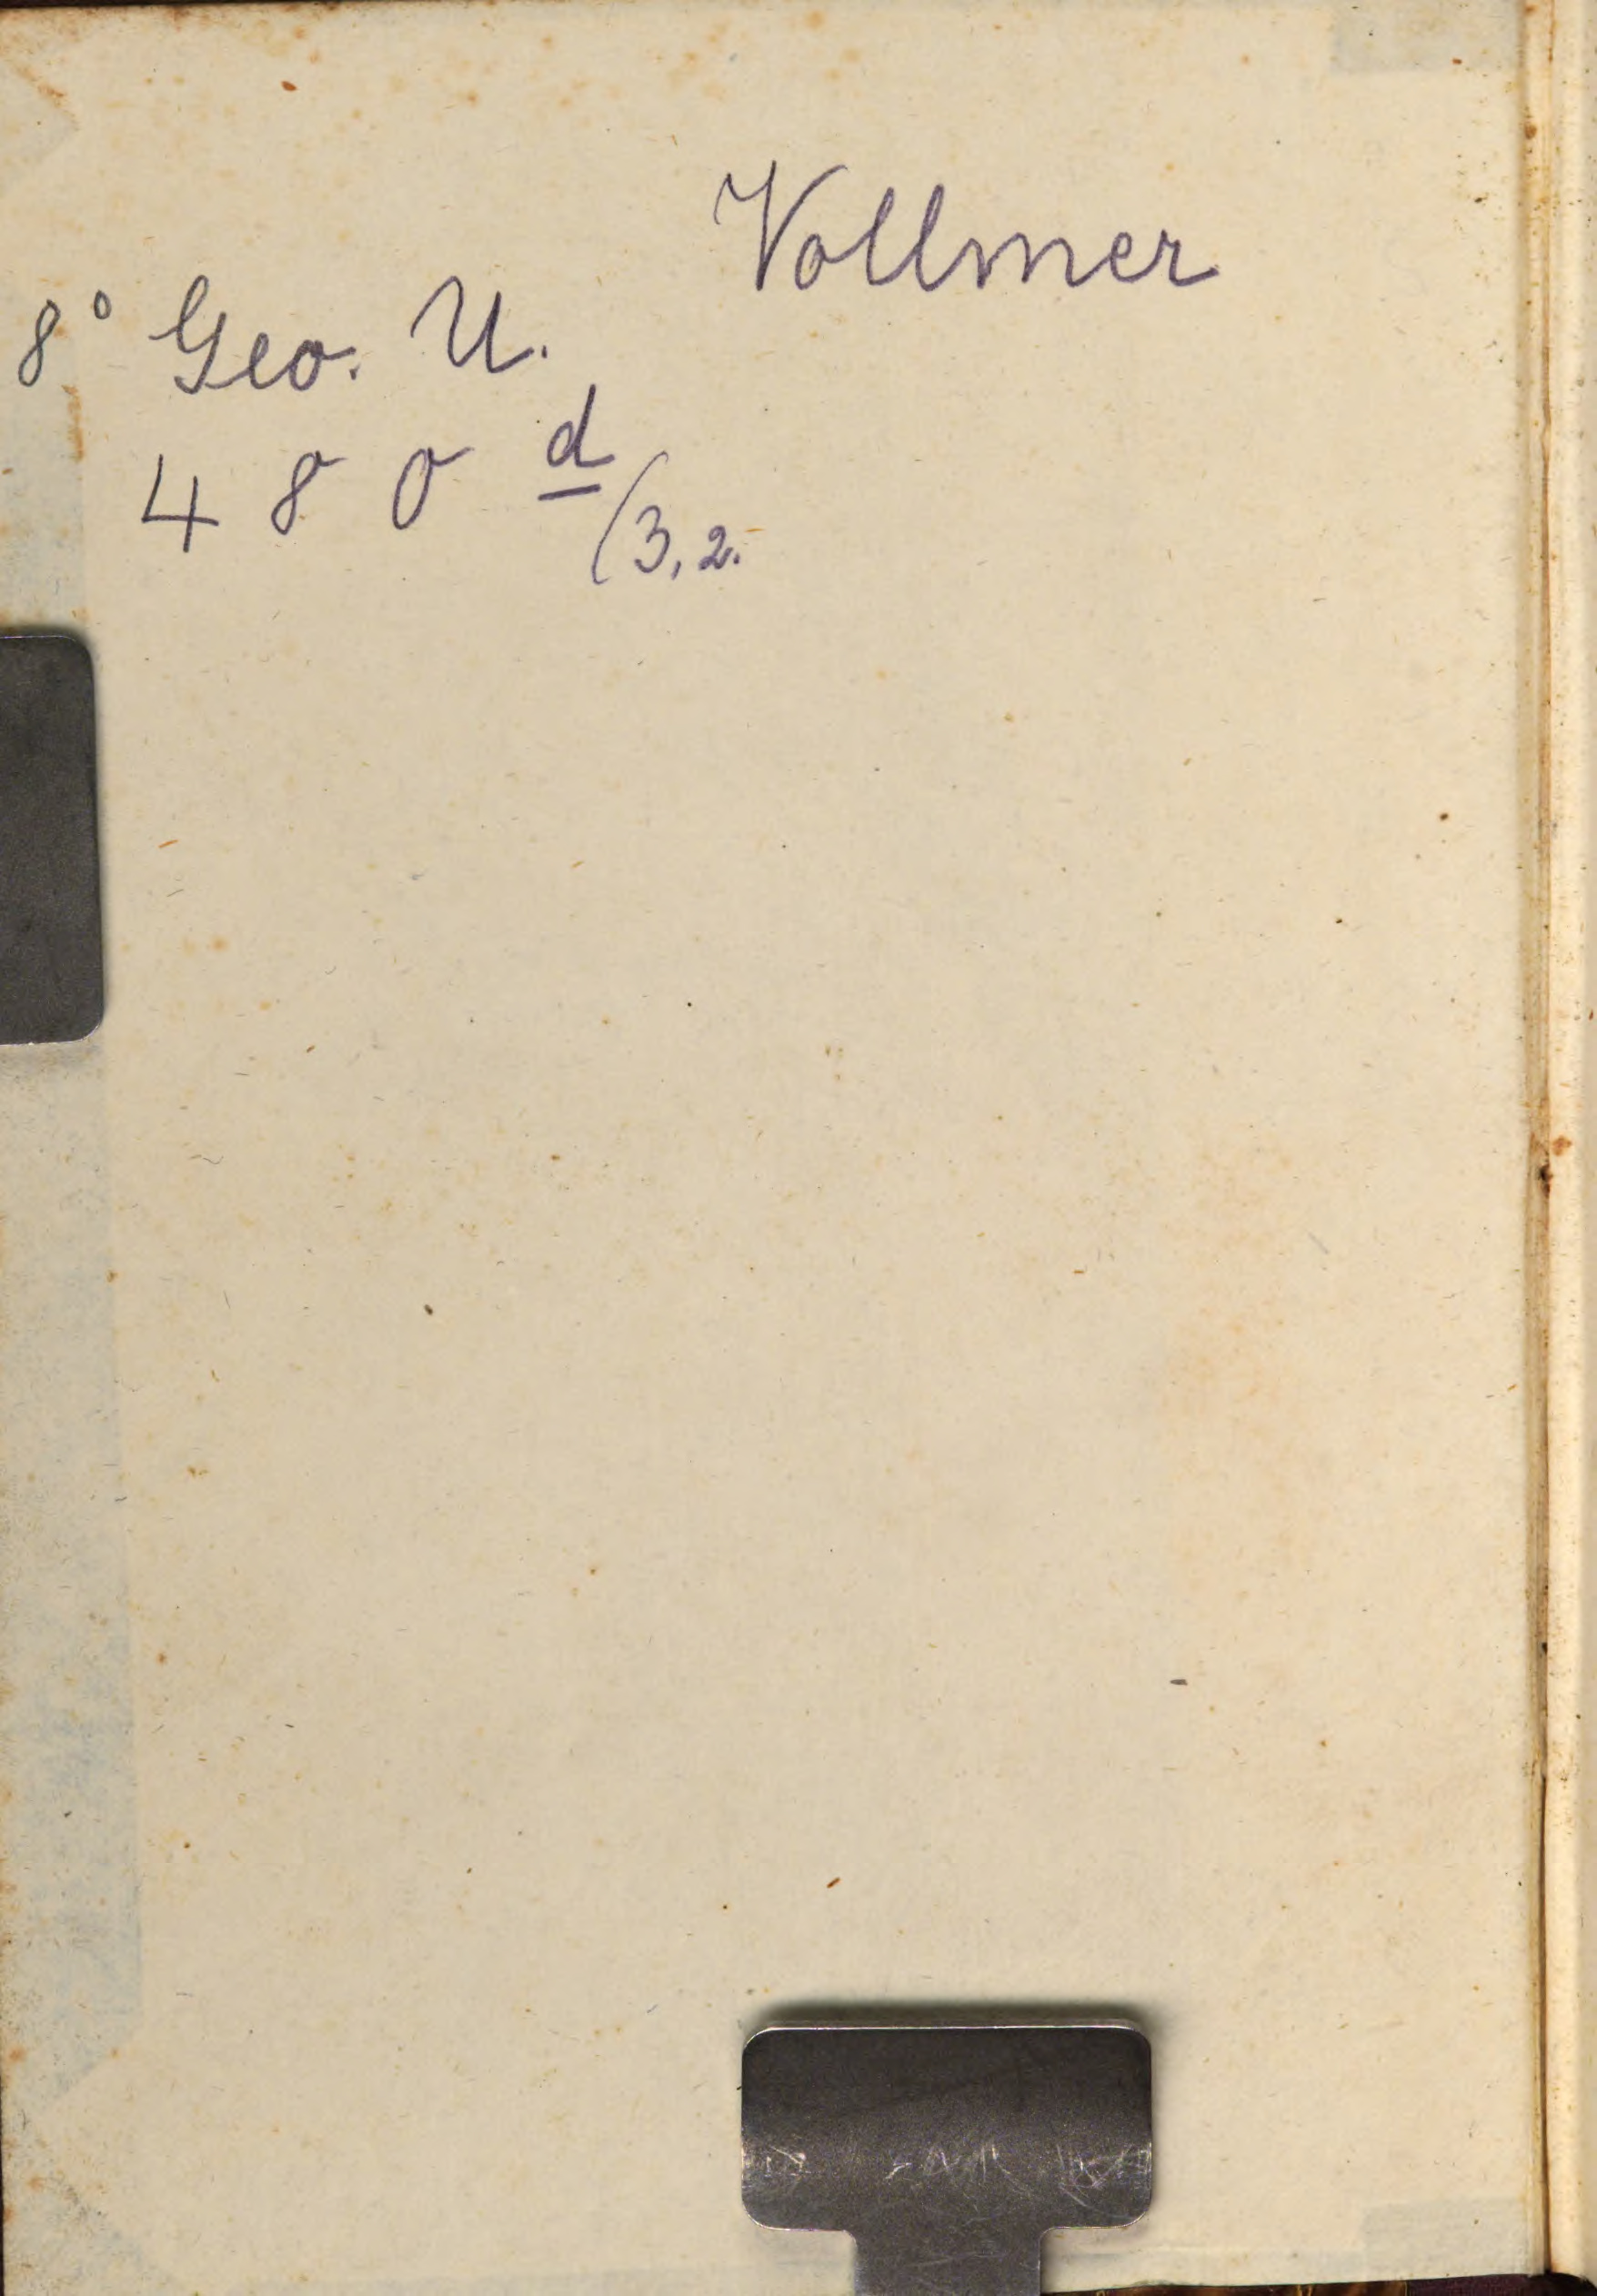 Vollmer
8° Geo. U.
480 d
(3,2.